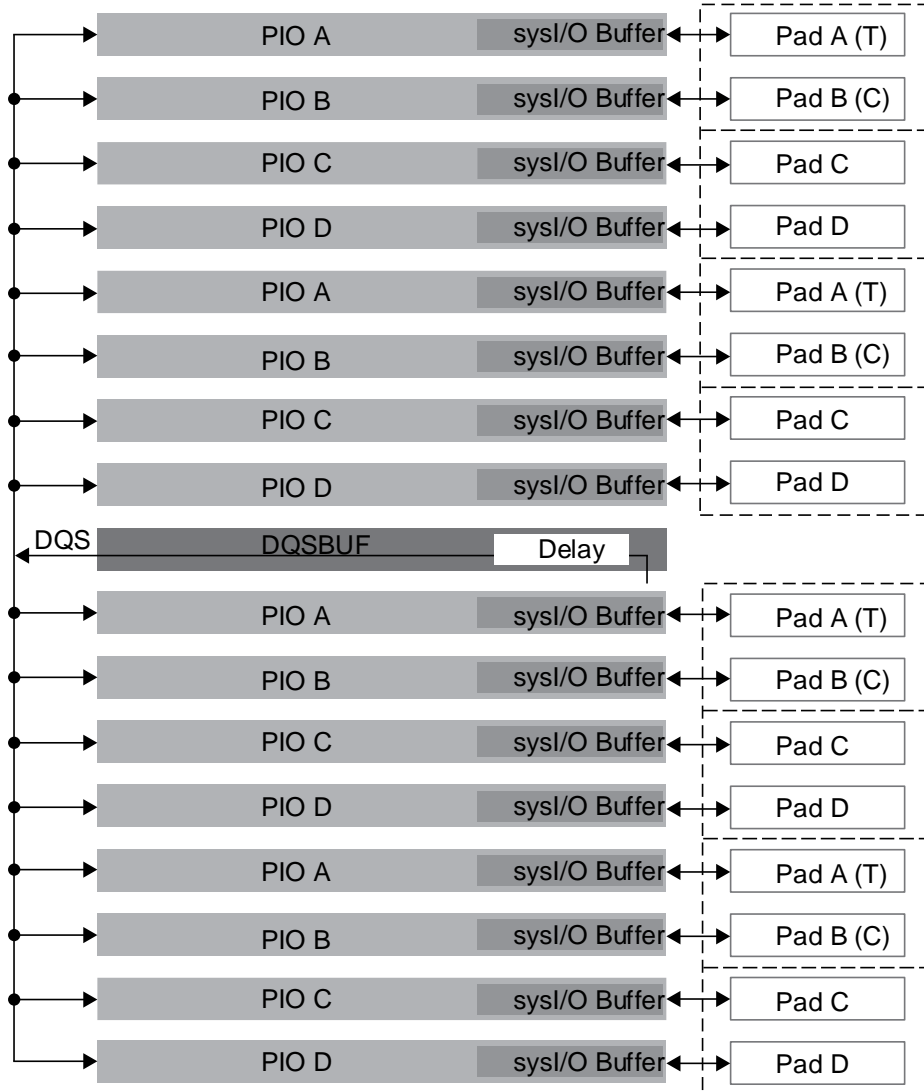 PIO A sysI/O Buffer Pad A (T)
PIO B sysI/O Buffer Pad B (C)
PIO C sysI/O Buffer Pad C
PIO D sysI/O Buffer Pad D
PIO A sysI/O Buffer Pad A (T)
PIO B sysI/O Buffer Pad B (C)
PIO C sysI/O Buffer Pad C
PIO D sysI/O Buffer Pad D
DQS DQSBUF Delay
PIO A sysI/O Buffer Pad A (T)
PIO B sysI/O Buffer Pad B (C)
PIO C sysI/O Buffer Pad C
PIO D sysI/O Buffer Pad D
PIO A sysI/O Buffer Pad A (T)
PIO B sysI/O Buffer Pad B (C)
PIO C sysI/O Buffer Pad C
PIO D sysI/O Buffer Pad D